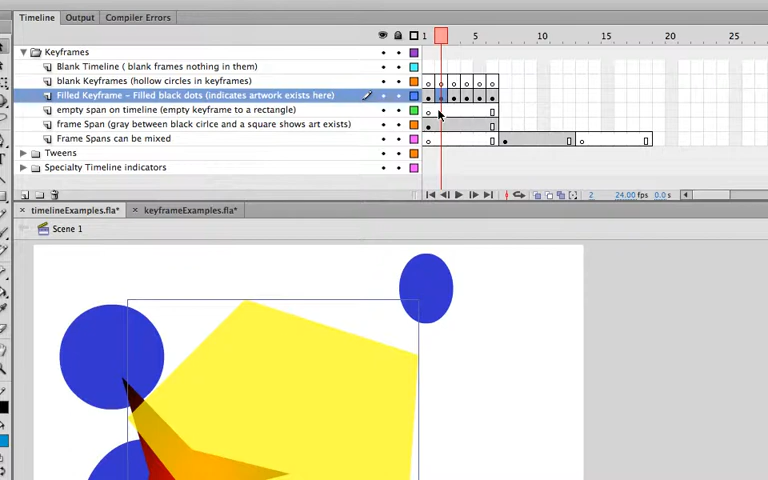 Timeline Output Compiler Errors
1 5 10 15 20 25
Keyframes
Blank Timeline ( blank frames nothing in them)
blank Keyframes (hollow circles in keyframes)
Filled Keyframe - Filled black dots (indicates artwork exists here)
empty span on timeline (empty keyframe to a rectangle)
frame Span (gray between black cirlce and a square shows art exists)
Frame Spans can be mixed
Tweens
Specialty Timeline indicators
2 24.00 fps 0.0 s
timelineExamples.fla* keyframeExamples.fla*
Scene 1